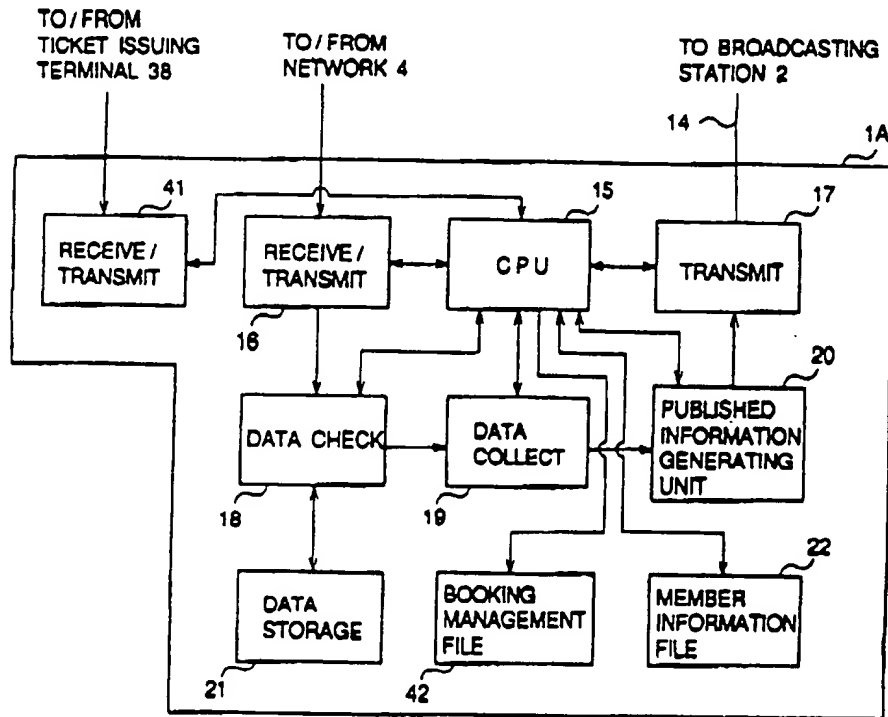 TO/FROM
TICKET ISSUING
TERMINAL 38
TO/FROM
NETWORK 4
TO BROADCASTING
STATION 2
14
1A
41
15
17
RECEIVE/
TRANSMIT
RECEIVE/
TRANSMIT
CPU
TRANSMIT
16
20
DATA CHECK
DATA
COLLECT
PUBLISHED
INFORMATION
GENERATING
UNIT
18
19
22
DATA
STORAGE
BOOKING
MANAGEMENT
FILE
MEMBER
INFORMATION
FILE
21
42